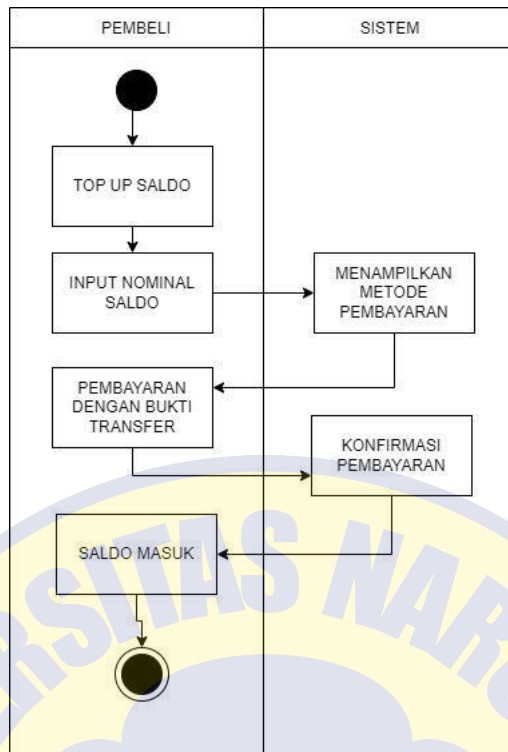 PEMBELI
SISTEM
TOP UP SALDO
INPUT NOMINAL
SALDO
MENAMPILKAN
METODE
PEMBAYARAN
PEMBAYARAN
DENGAN BUKTI
TRANSFER
KONFIRMASI
PEMBAYARAN
SALDO MASUK